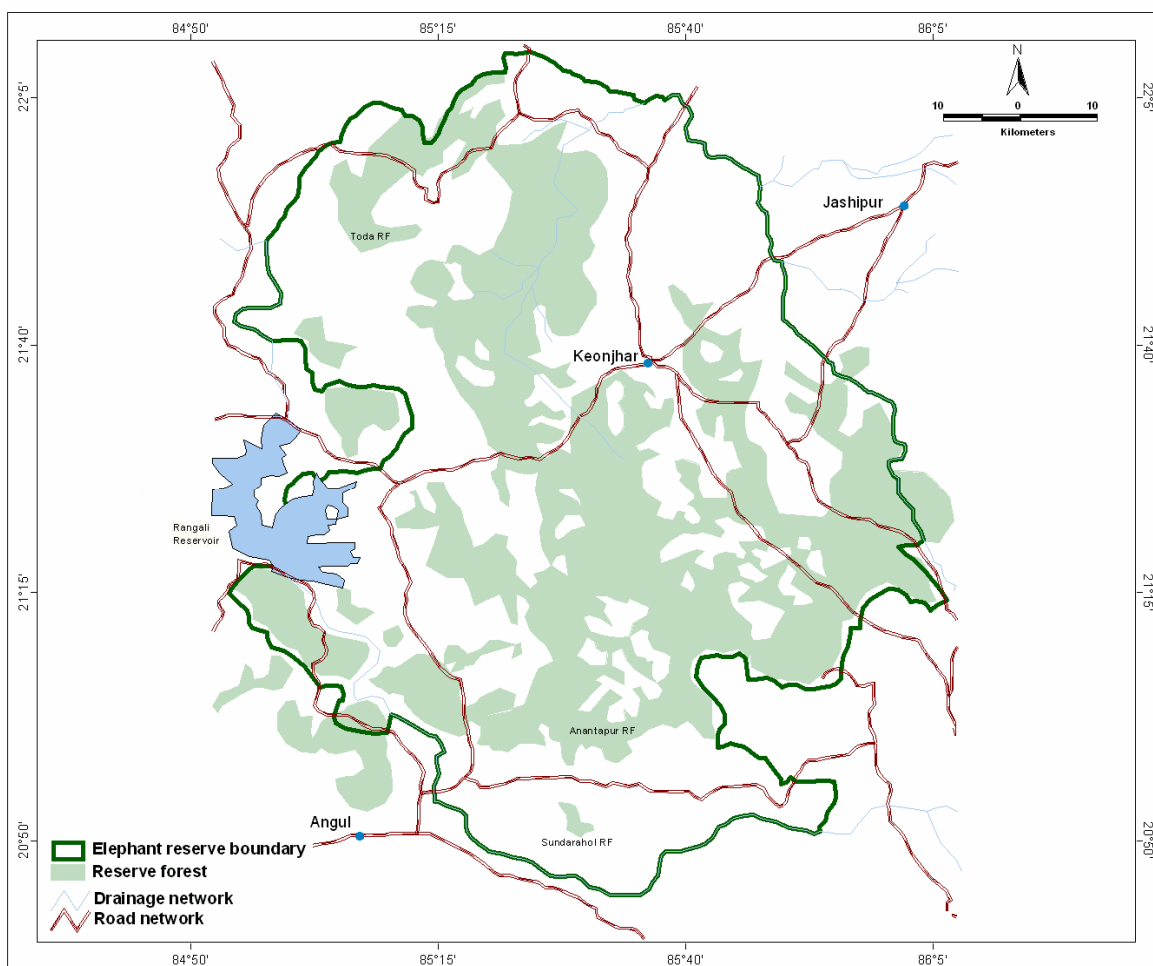 84°50'
85°15'
85°40'
86°5'
N
22°5'
22°5'
10
0
10
Kilometers
Jashipur
Toda RF
21°40'
21°40'
Keonjhar
Rangali
Reservoir
21°15'
21°15'
Anantapur RF
Angul
Sundarahol RF
20°50'
20°50'
Elephant reserve boundary
Reserve forest
Drainage network
Road network
84°50'
85°15'
85°40'
86°5'